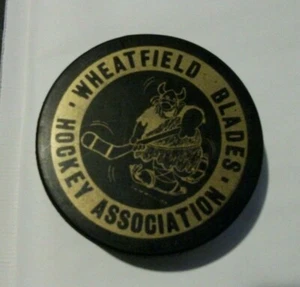 WHEATFIELD BLADES
HOCKEY ASSOCIATION